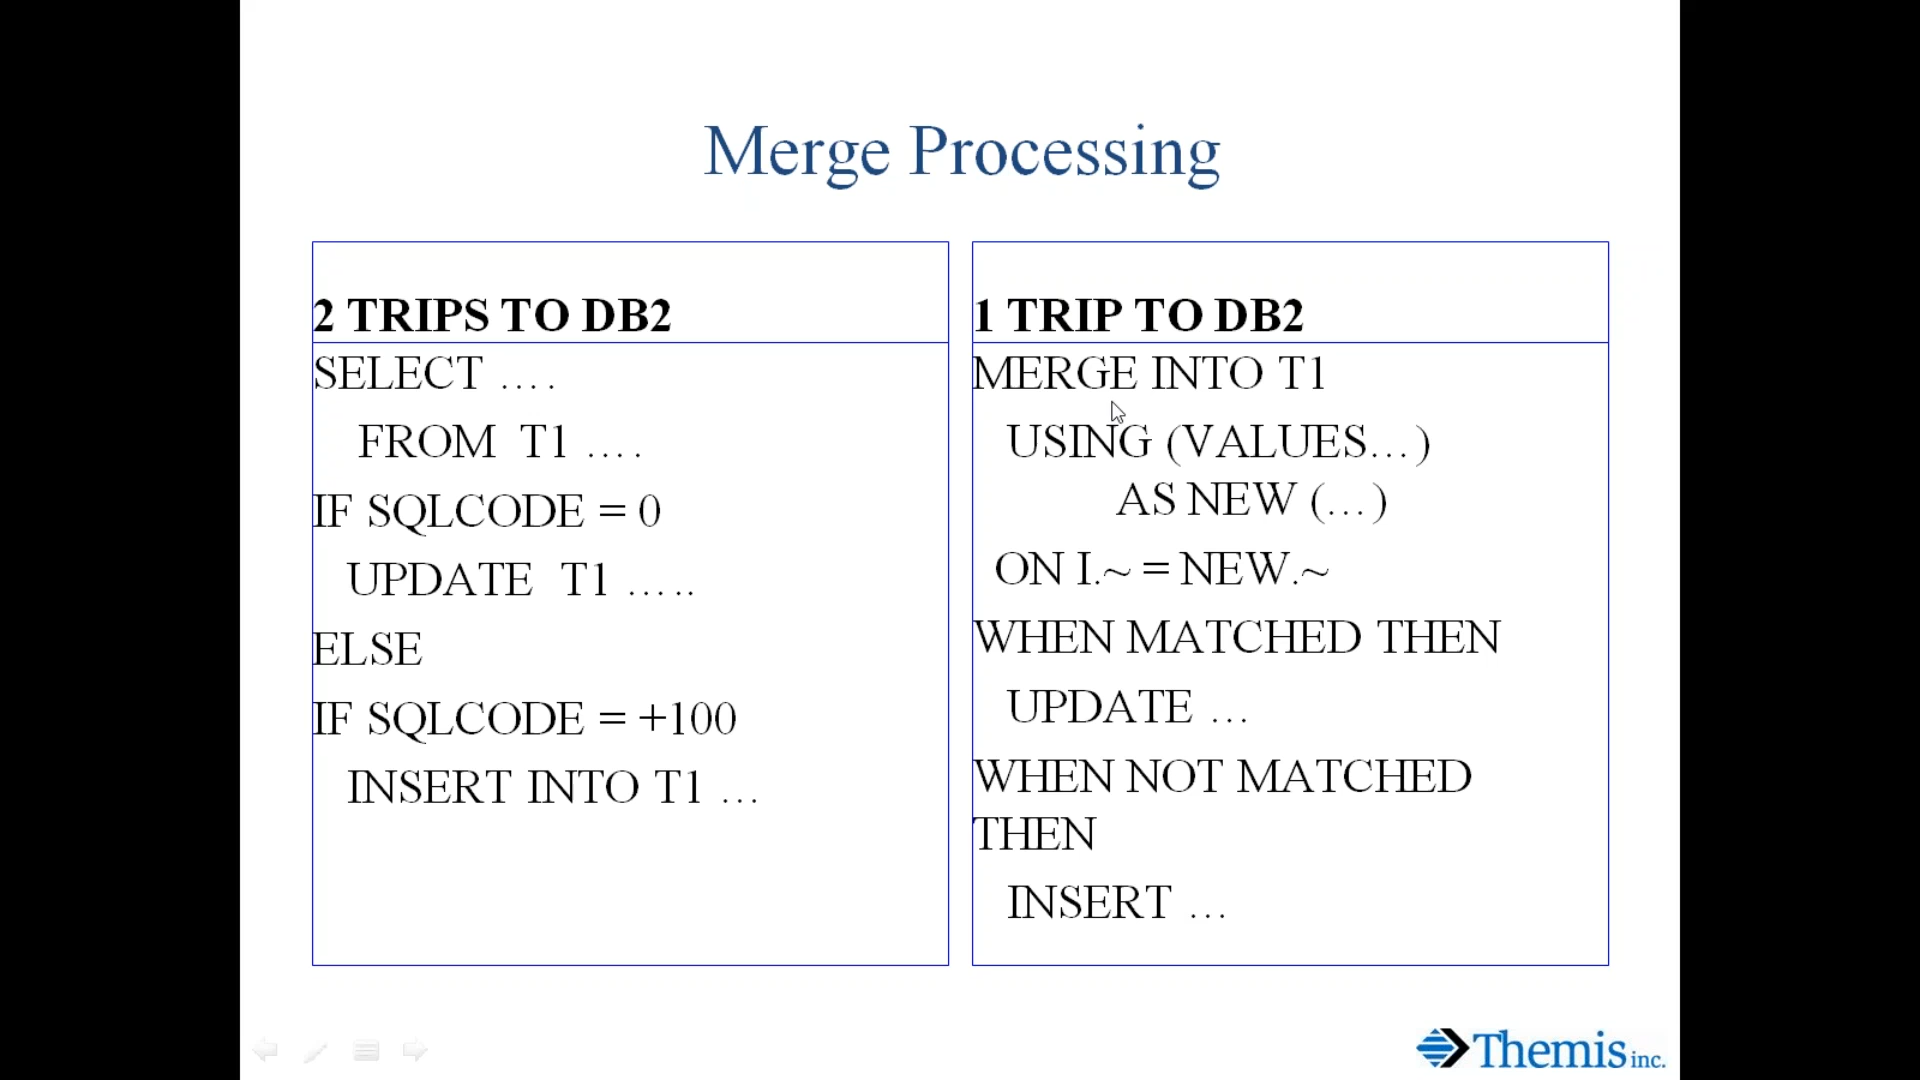 Merge Processing
2 TRIPS TO DB2
SELECT ….
FROM T1 ….
IF SQLCODE = 0
UPDATE T1 …..
ELSE
IF SQLCODE = +100
INSERT INTO T1 …
1 TRIP TO DB2
MERGE INTO T1
USING (VALUES…)
AS NEW (…)
ON I.~ = NEW.~
WHEN MATCHED THEN
UPDATE …
WHEN NOT MATCHED
THEN
INSERT …
Themis inc.